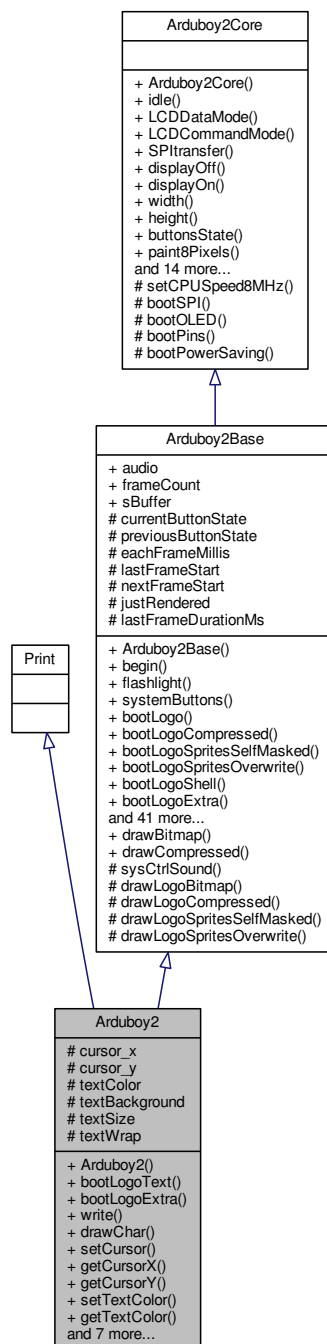 Arduboy2Core
+ Arduboy2Core()
+ idle()
+ LCDDataMode()
+ LCDCommandMode()
+ SPItransfer()
+ displayOff()
+ displayOn()
+ width()
+ height()
+ buttonsState()
+ paint8Pixels()
and 14 more...
# setCPUSpeed8MHz()
# bootSPI()
# bootOLED()
# bootPins()
# bootPowerSaving()
Arduboy2Base
+ audio
+ frameCount
+ sBuffer
# currentButtonState
# previousButtonState
# eachFrameMillis
# lastFrameStart
# nextFrameStart
# justRendered
# lastFrameDurationMs
+ Arduboy2Base()
+ begin()
+ flashlight()
+ systemButtons()
+ bootLogo()
+ bootLogoCompressed()
+ bootLogoSpritesSelfMasked()
+ bootLogoSpritesOverwrite()
+ bootLogoShell()
+ bootLogoExtra()
and 41 more...
+ drawBitmap()
+ drawCompressed()
# sysCtrlSound()
# drawLogoBitmap()
# drawLogoCompressed()
# drawLogoSpritesSelfMasked()
# drawLogoSpritesOverwrite()
Print
Arduboy2
# cursor_x
# cursor_y
# textColor
# textBackground
# textSize
# textWrap
+ Arduboy2()
+ bootLogoText()
+ bootLogoExtra()
+ write()
+ drawChar()
+ setCursor()
+ getCursorX()
+ getCursorY()
+ setTextColor()
+ getTextColor()
and 7 more...